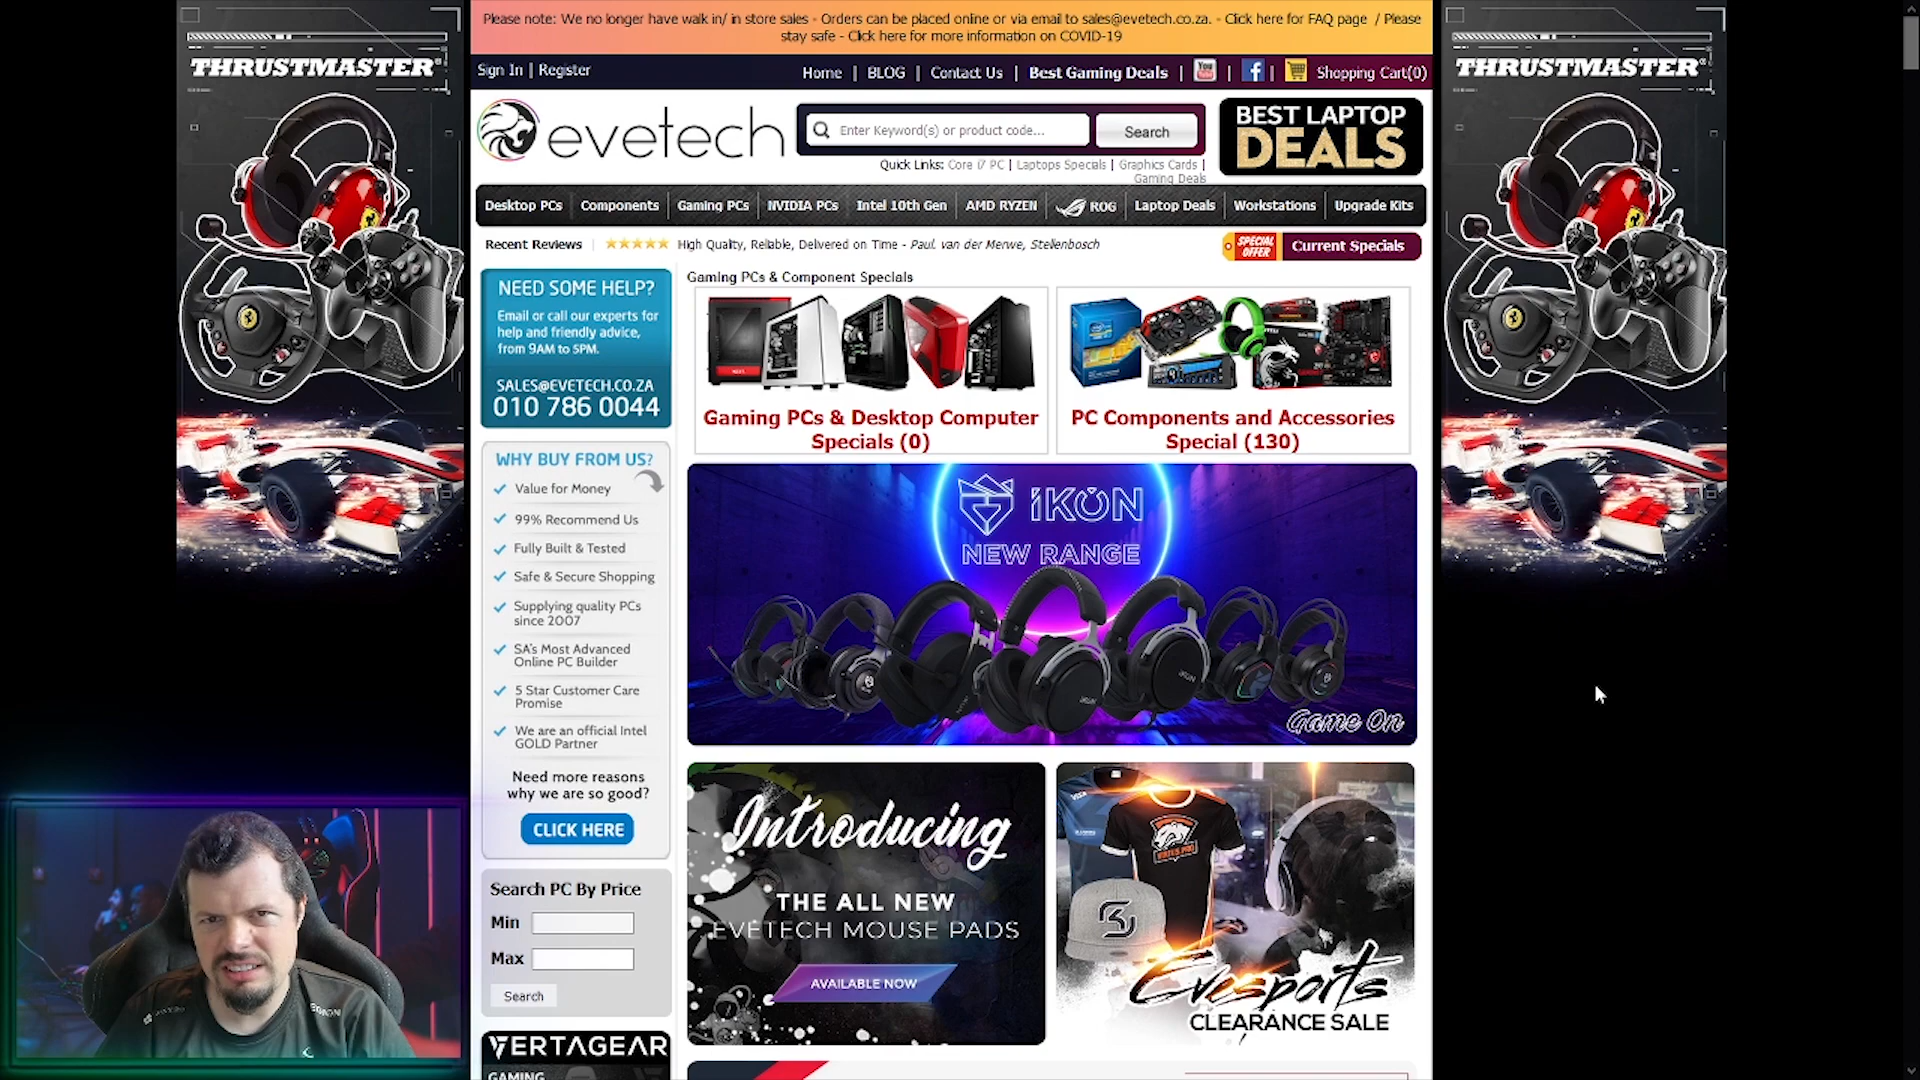 Please note: We no longer have walk in/ in store sales - Orders can be placed online or via email to sales@evetech.co.za. - Click here for FAQ page / Please
stay safe - Click here for more information on COVID-19
THRUSTMASTER®
THRUSTMASTER®
Sign In | Register
Home | BLOG | Contact Us | Best Gaming Deals | You Tube | f | Shopping Cart(0)
evetech
Enter Keyword(s) or product code...
Search
BEST LAPTOP
DEALS
Quick Links: Core i7 PC | Laptops Specials | Graphics Cards |
Gaming Deals
Desktop PCs
Components
Gaming PCs
NVIDIA PCs
Intel 10th Gen
AMD RYZEN
ROG
Laptop Deals
Workstations
Upgrade Kits
Recent Reviews
High Quality, Reliable, Delivered on Time - Paul. van der Merwe, Stellenbosch
SPECIAL
OFFER
Current Specials
NEED SOME HELP?
Email or call our experts for
help and friendly advice,
from 9AM to 5PM.
SALES@EVETECH.CO.ZA
010 786 0044
Gaming PCs & Component Specials
Gaming PCs & Desktop Computer
Specials (0)
PC Components and Accessories
Special (130)
WHY BUY FROM US?
Value for Money
99% Recommend Us
Fully Built & Tested
Safe & Secure Shopping
Supplying quality PCs
since 2007
SA's Most Advanced
Online PC Builder
5 Star Customer Care
Promise
We are an official Intel
GOLD Partner
Need more reasons
why we are so good?
CLICK HERE
iKON
NEW RANGE
iKON
Game On
Search PC By Price
Min
Max
Search
Introducing
THE ALL NEW
EVETECH MOUSE PADS
AVAILABLE NOW
VIRTUS.PRO
Evesports
CLEARANCE SALE
VERTAGEAR
GAMING